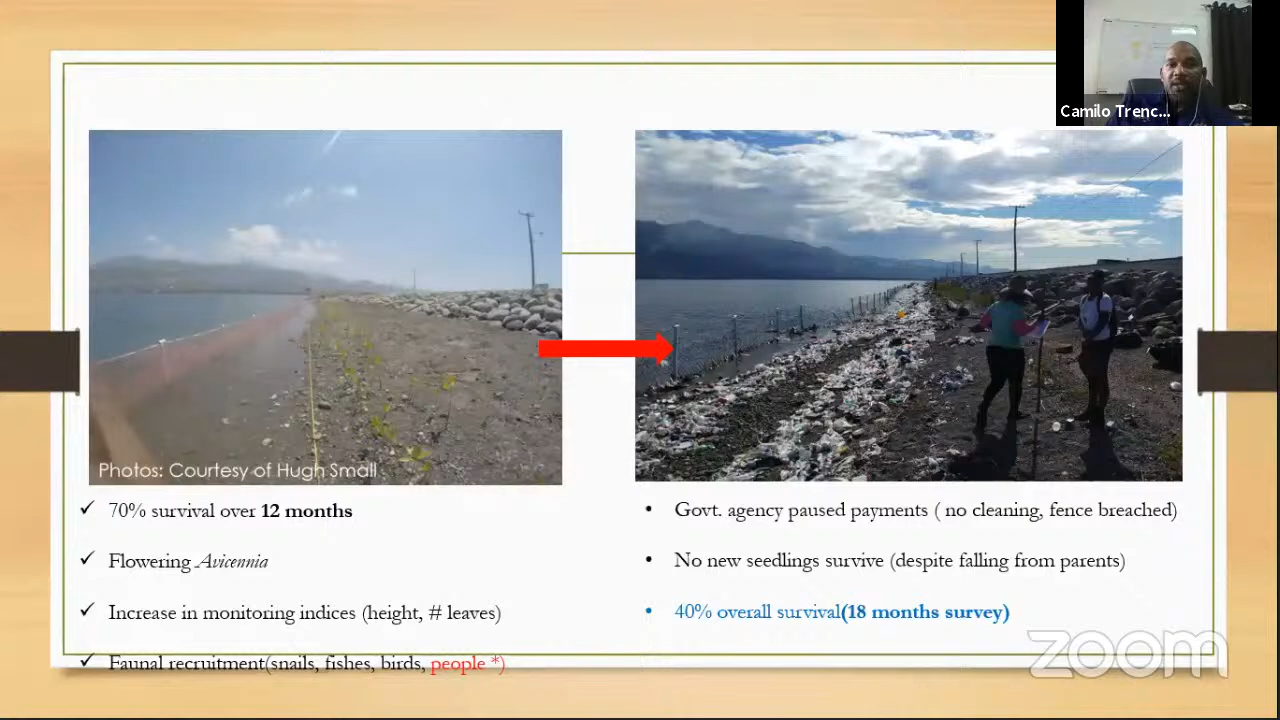 Camilo Trenc...
Photos: Courtesy of Hugh Small
✓ 70% survival over 12 months
✓ Flowering Avicennia
✓ Increase in monitoring indices (height, # leaves)
✓ Faunal recruitment(snails, fishes, birds, people *)
• Govt. agency paused payments ( no cleaning, fence breached)
• No new seedlings survive (despite falling from parents)
• 40% overall survival(18 months survey)
zoom